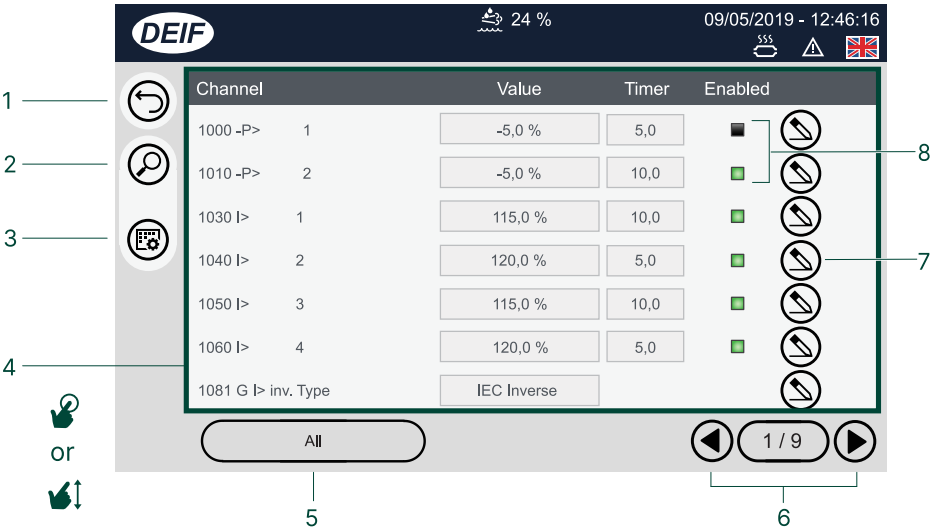 DEIF
24 %
09/05/2019 - 12:46:16
Channel Value Timer Enabled
1000 -P> 1 -5,0 % 5,0
1010 -P> 2 -5,0 % 10,0
1030 I> 1 115,0 % 10,0
1040 I> 2 120,0 % 5,0
1050 I> 3 115,0 % 10,0
1060 I> 4 120,0 % 5,0
1081 G I> inv. Type IEC Inverse
All
1 / 9
1
2
3
4
or
5
6
7
8